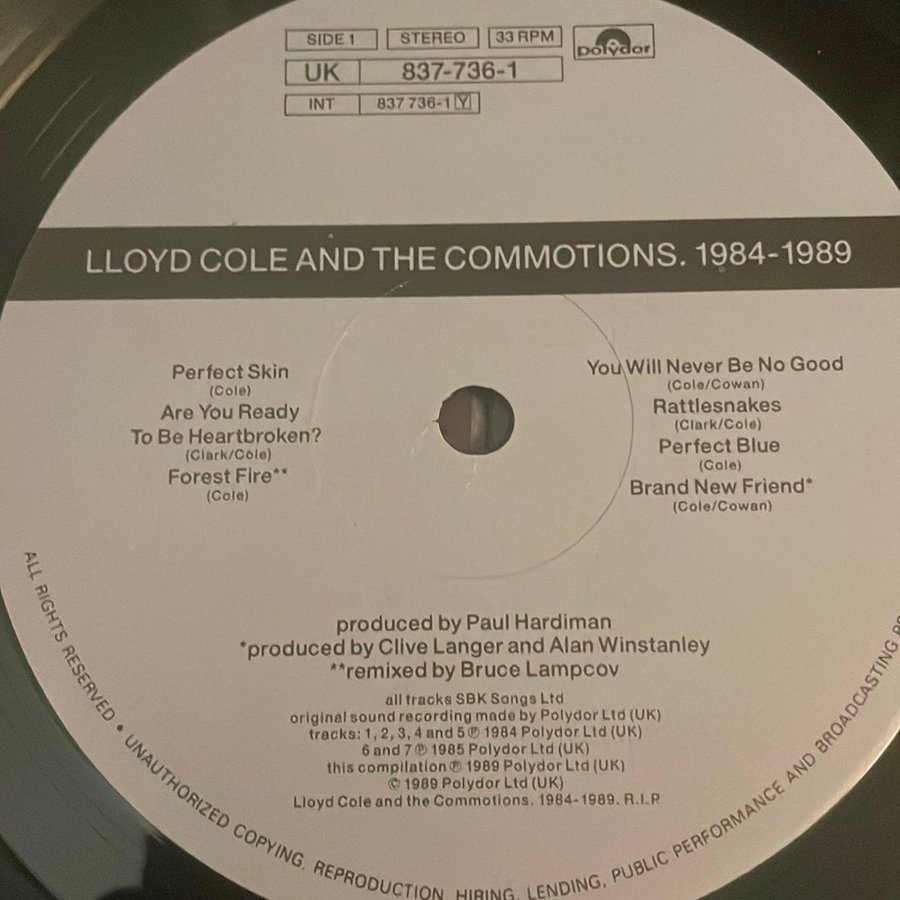 SIDE 1 STEREO 33 RPM polydor
UK 837-736-1
INT 837 736-1 Y
LLOYD COLE AND THE COMMOTIONS. 1984-1989
Perfect Skin
(Cole)
Are You Ready
To Be Heartbroken?
(Clark/Cole)
Forest Fire**
(Cole)
You Will Never Be No Good
(Cole/Cowan)
Rattlesnakes
(Clark/Cole)
Perfect Blue
(Cole)
Brand New Friend*
(Cole/Cowan)
produced by Paul Hardiman
*produced by Clive Langer and Alan Winstanley
**remixed by Bruce Lampcov
all tracks SBK Songs Ltd
original sound recording made by Polydor Ltd (UK)
tracks: 1, 2, 3, 4 and 5 ℗ 1984 Polydor Ltd (UK)
6 and 7 ℗ 1985 Polydor Ltd (UK)
this compilation ℗ 1989 Polydor Ltd (UK)
© 1989 Polydor Ltd (UK)
Lloyd Cole and the Commotions. 1984-1989. R.I.P
ALL RIGHTS RESERVED • UNAUTHORIZED COPYING, REPRODUCTION, HIRING, LENDING, PUBLIC PERFORMANCE AND BROADCASTING